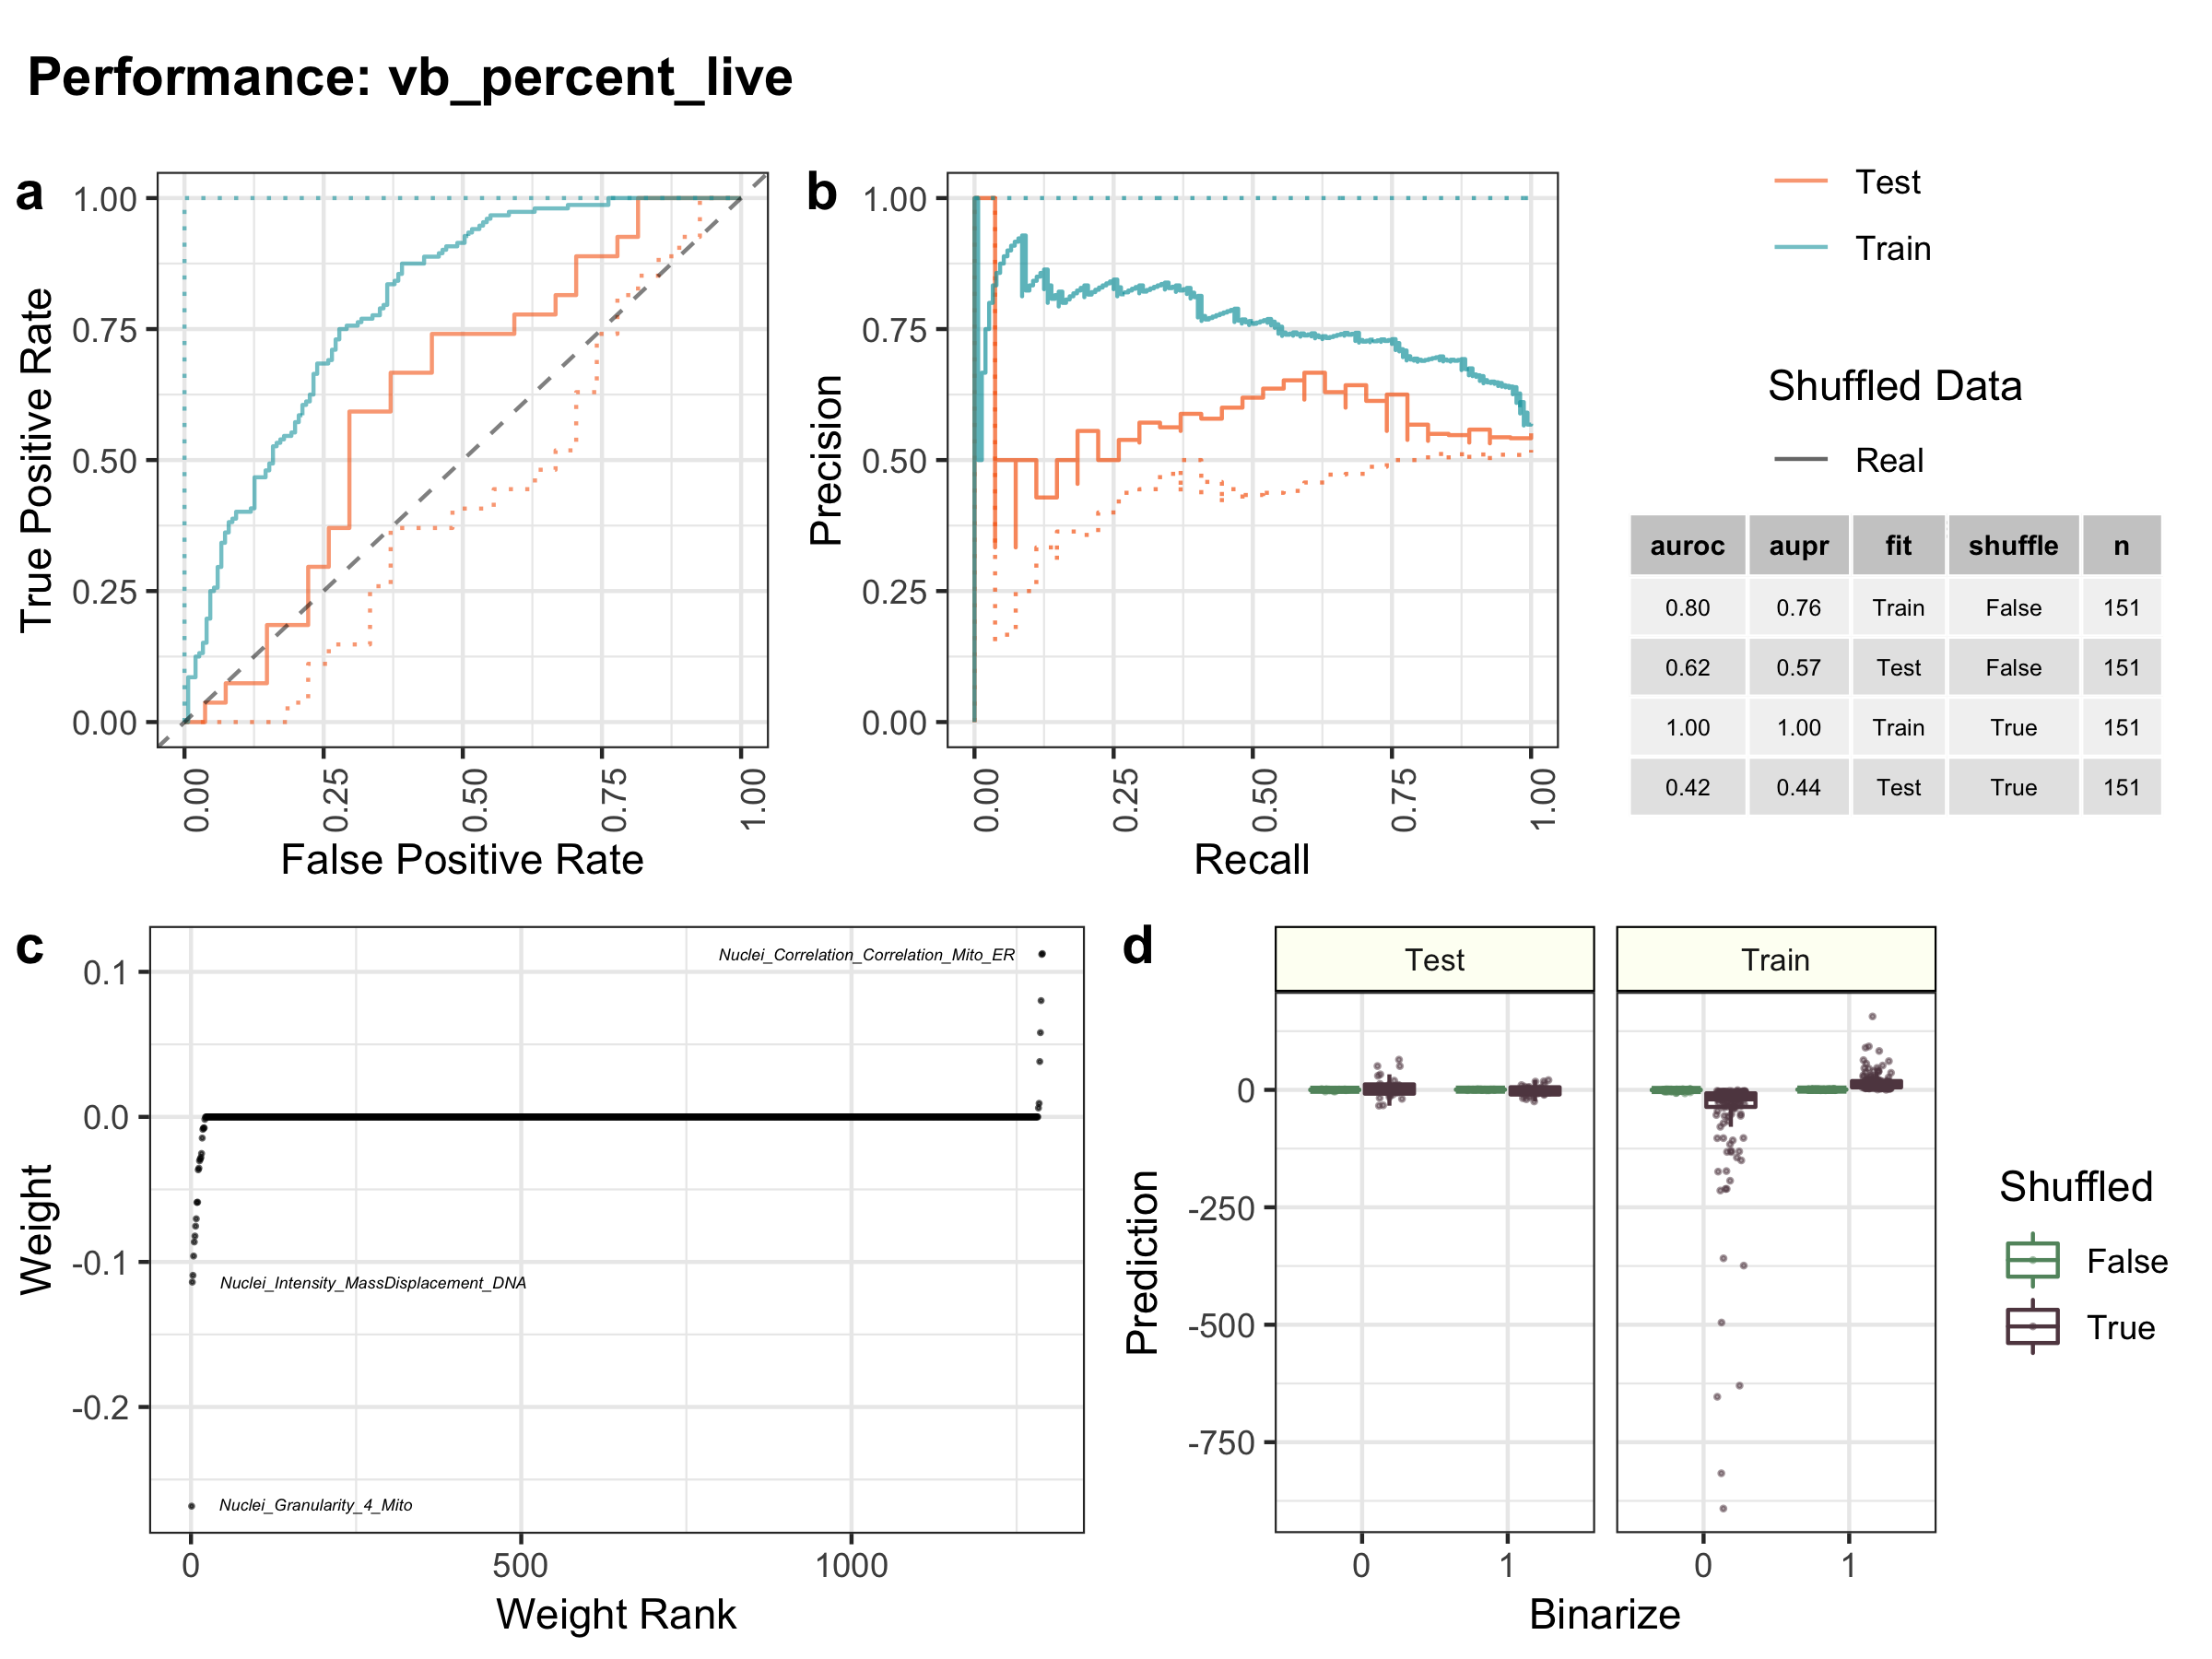 Performance: vb_percent_live
a
1.00
0.75
0.50
0.25
0.00
True Positive Rate
0.00
0.25
0.50
0.75
1.00
False Positive Rate
b
1.00
0.75
0.50
0.25
0.00
Precision
0.00
0.25
0.50
0.75
1.00
Recall
Test
Train
Shuffled Data
Real
auroc aupr fit shuffle n
0.80 0.76 Train False 151
0.62 0.57 Test False 151
1.00 1.00 Train True 151
0.42 0.44 Test True 151
c
0.1
0.0
-0.1
-0.2
Weight
Nuclei_Correlation_Correlation_Mito_ER
Nuclei_Intensity_MassDisplacement_DNA
Nuclei_Granularity_4_Mito
0
500
1000
Weight Rank
d
Test
Train
0
-250
-500
-750
Prediction
0
1
0
1
Binarize
Shuffled
False
True